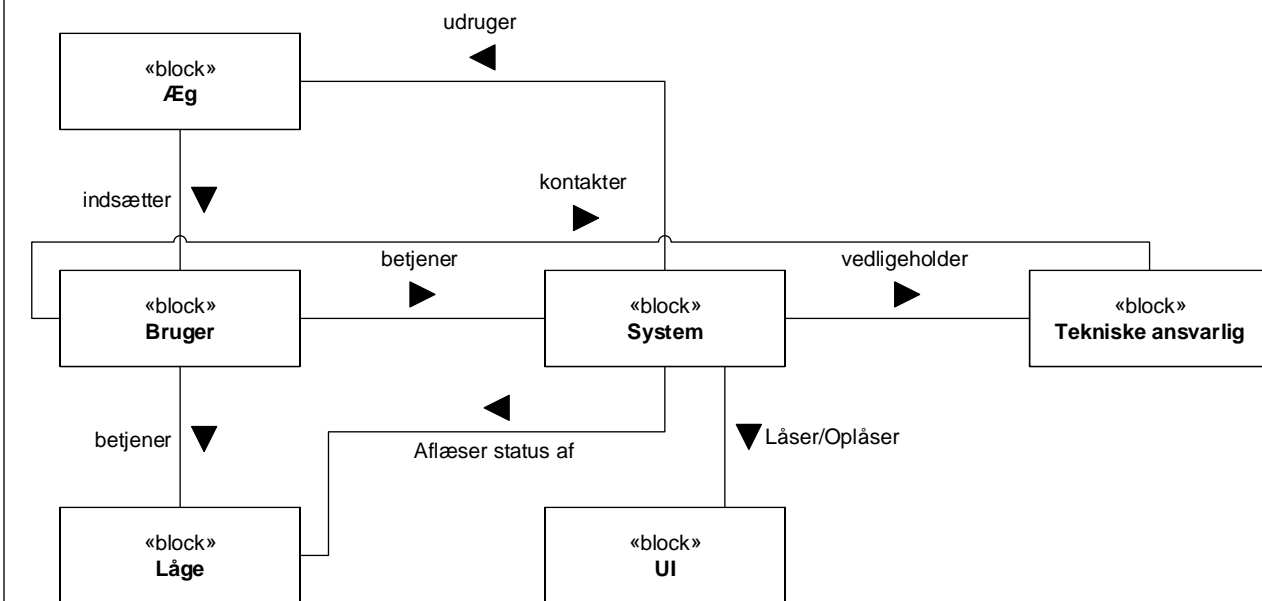 udruger
«block»
Æg
indsætter
kontakter
betjener
vedligeholder
«block»
Bruger
«block»
System
«block»
Tekniske ansvarlig
betjener
Aflæser status af
Låser/Oplåser
«block»
Låge
«block»
UI